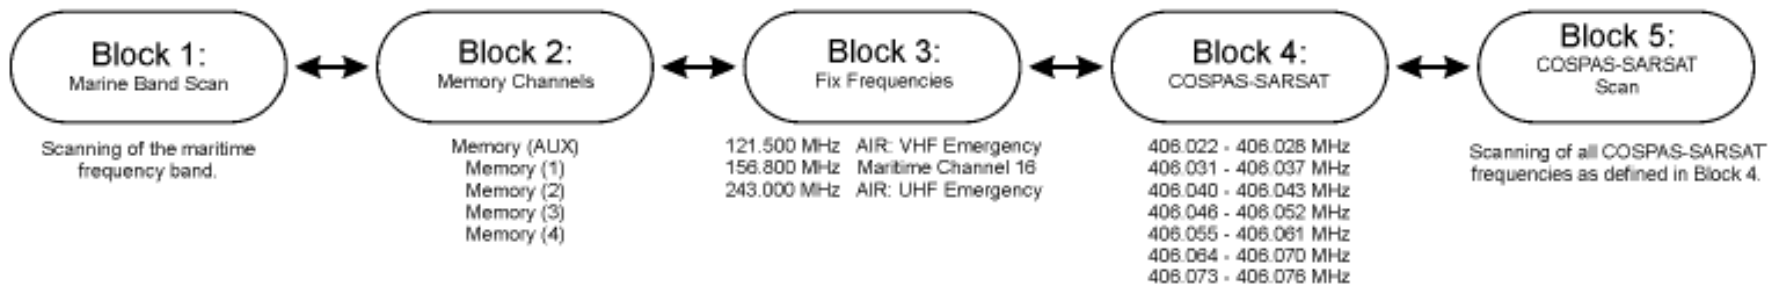 Block 1:
Marine Band Scan
Scanning of the maritime
frequency band.
Block 2:
Memory Channels
Memory (AUX)
Memory (1)
Memory (2)
Memory (3)
Memory (4)
Block 3:
Fix Frequencies
121.500 MHz AIR: VHF Emergency
156.800 MHz Maritime Channel 16
243.000 MHz AIR: UHF Emergency
Block 4:
COSPAS-SARSAT
406.022 - 406.028 MHz
406.031 - 406.037 MHz
406.040 - 406.043 MHz
406.046 - 406.052 MHz
406.055 - 406.061 MHz
406.064 - 406.070 MHz
406.073 - 406.076 MHz
Block 5:
COSPAS-SARSAT
Scan
Scanning of all COSPAS-SARSAT
frequencies as defined in Block 4.